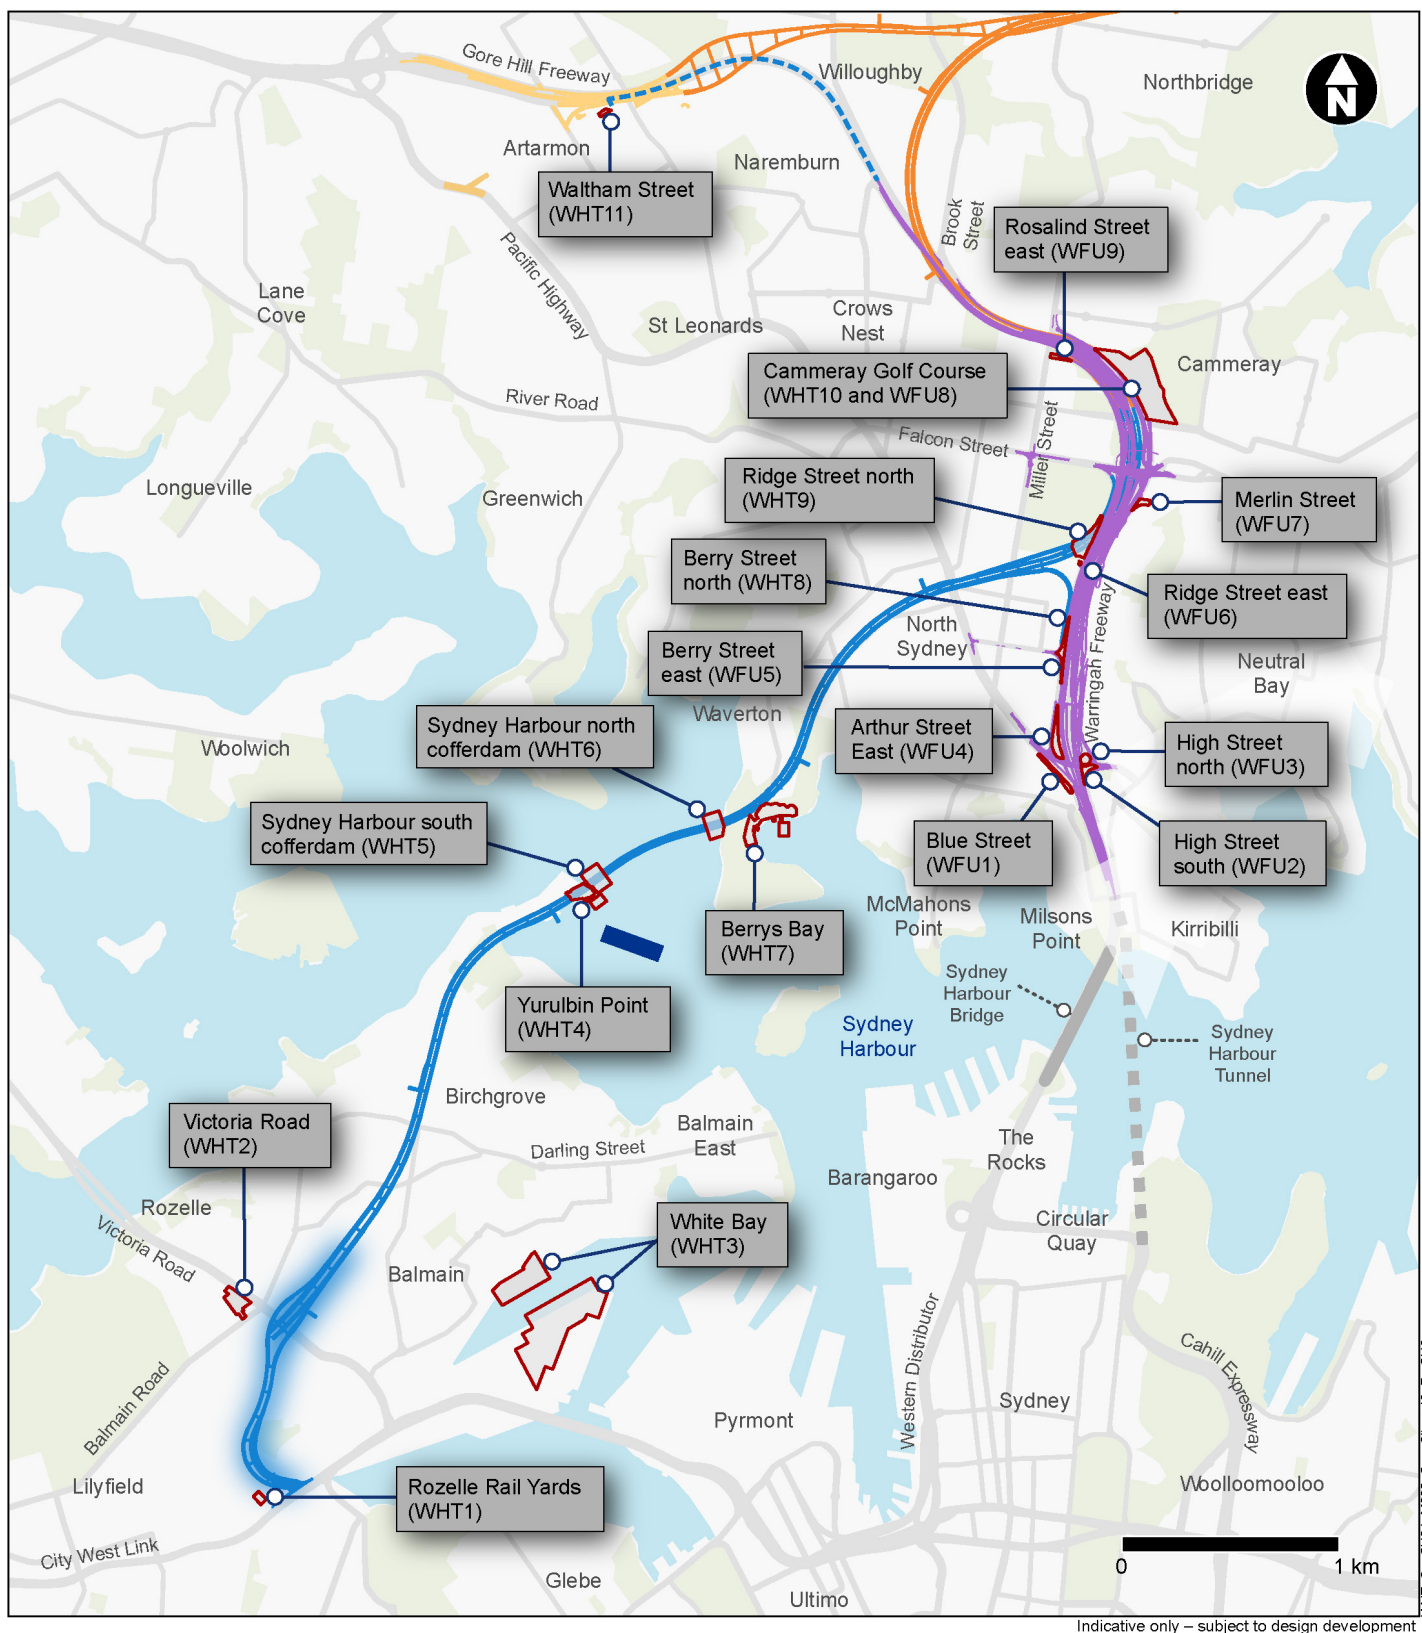 Gore Hill Freeway
Willoughby
Northbridge
N
Artarmon
Naremburn
Waltham Street
(WHT11)
Brook
Street
Rosalind Street
east (WFU9)
Pacific Highway
Lane
Cove
St Leonards
Crows
Nest
Cammeray Golf Course
(WHT10 and WFU8)
Cammeray
River Road
Miller Street
Falcon Street
Ridge Street north
(WHT9)
Longueville
Greenwich
Merlin Street
(WFU7)
Berry Street
north (WHT8)
Ridge Street east
(WFU6)
North
Sydney
Warringah Freeway
Berry Street
east (WFU5)
Neutral
Bay
Waverton
Sydney Harbour north
cofferdam (WHT6)
Arthur Street
East (WFU4)
High Street
north (WFU3)
Woolwich
Sydney Harbour south
cofferdam (WHT5)
Blue Street
(WFU1)
High Street
south (WFU2)
McMahons
Point
Milsons
Point
Kirribilli
Berrys Bay
(WHT7)
Yurulbin Point
(WHT4)
Sydney
Harbour
Bridge
Sydney
Harbour
Sydney
Harbour
Tunnel
Birchgrove
Victoria Road
(WHT2)
Balmain
East
Darling Street
The
Rocks
Barangaroo
Rozelle
Victoria Road
White Bay
(WHT3)
Circular
Quay
Balmain
Western Distributor
Cahill Expressway
Balmain Road
Sydney
Pyrmont
Lilyfield
Rozelle Rail Yards
(WHT1)
Woolloomooloo
City West Link
Glebe
Ultimo
0 1 km
Indicative only – subject to design development